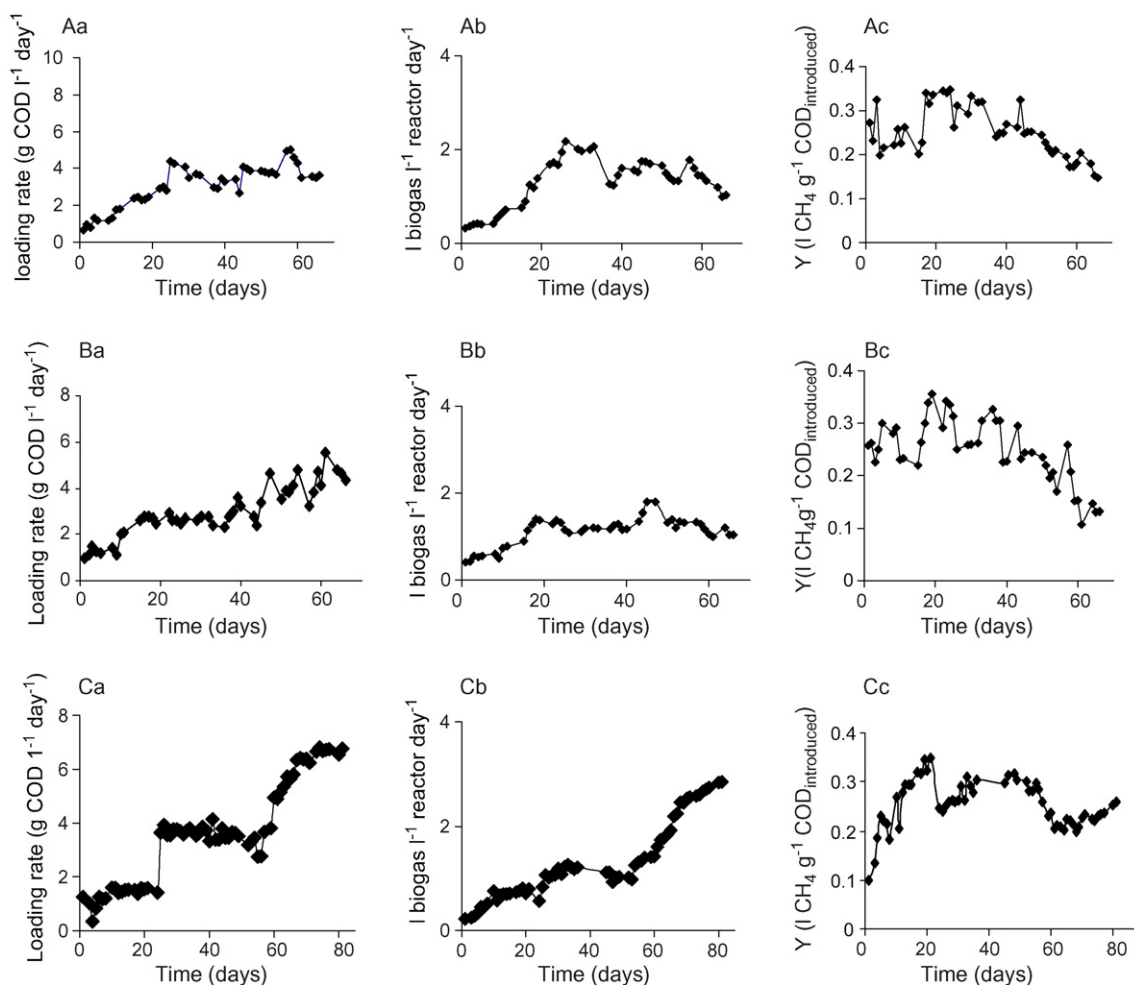 Aa
loading rate (g COD l⁻¹ day⁻¹
10
8
6
4
2
0
0 20 40 60
Time (days)
Ab
l biogas l⁻¹ reactor day⁻¹
4
2
0
0 20 40 60
Time (days)
Ac
Y (l CH₄ g⁻¹ CODintroduced)
0.4
0.3
0.2
0.1
0
0 20 40 60
Time (days)
Ba
Loading rate (g COD l⁻¹ day⁻¹)
8
6
4
2
0
0 20 40 60
Time (days)
Bb
l biogas l⁻¹ reactor day⁻¹
4
2
0
0 20 40 60
Time (days)
Bc
Y(l CH₄g⁻¹ CODintroduced)
0.4
0.3
0.2
0.1
0
0 20 40 60
Time (days)
Ca
Loading rate (g COD 1⁻¹ day⁻¹)
8
6
4
2
0
0 20 40 60 80
Time (days)
Cb
l biogas l⁻¹ reactor day⁻¹
4
2
0
0 20 40 60 80
Time (days)
Cc
Y (l CH₄ g⁻¹ CODintroduced)
0.4
0.3
0.2
0.1
0
0 20 40 60 80
Time (days)